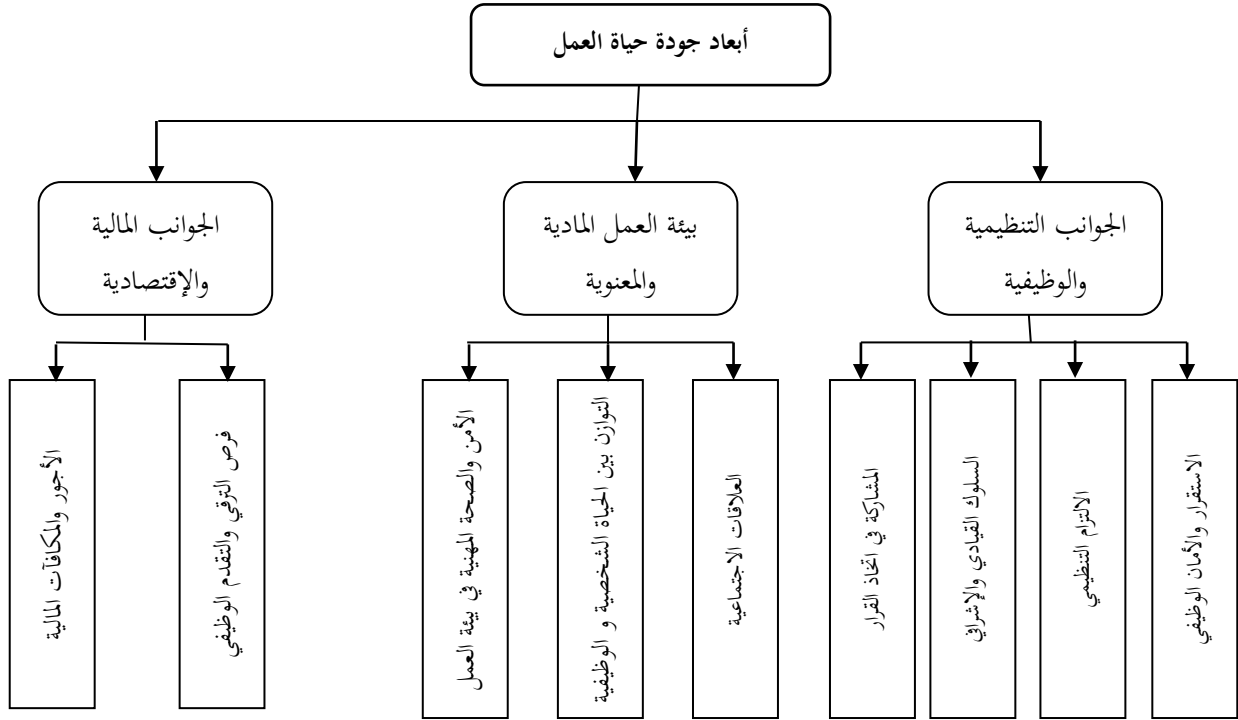 أبعاد جودة حياة العمل
الجوانب التنظيمية
والوظيفية
بيئة العمل المادية
والمعنوية
الجوانب المالية
والإقتصادية
الاستقرار والأمان الوظيفي
الالتزام التنظيمي
السلوك القيادي والإشرافي
المشاركة في اتخاذ القرار
العلاقات الاجتماعية
التوازن بين الحياة الشخصية و الوظيفية
الأمن والصحة المهنية في بيئة العمل
فرص الترقي والتقدم الوظيفي
الأجور والمكافآت المالية